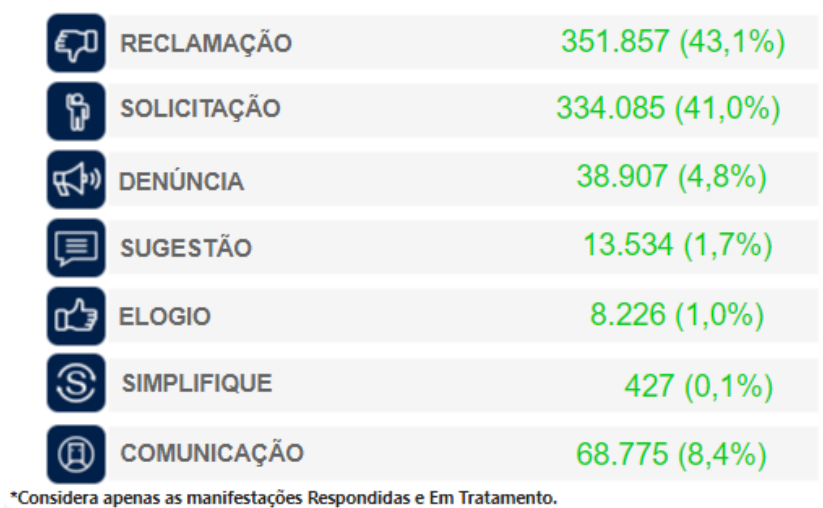 RECLAMAÇÃO 351.857 (43,1%)
SOLICITAÇÃO 334.085 (41,0%)
DENÚNCIA 38.907 (4,8%)
SUGESTÃO 13.534 (1,7%)
ELOGIO 8.226 (1,0%)
SIMPLIFIQUE 427 (0,1%)
COMUNICAÇÃO 68.775 (8,4%)
*Considera apenas as manifestações Respondidas e Em Tratamento.